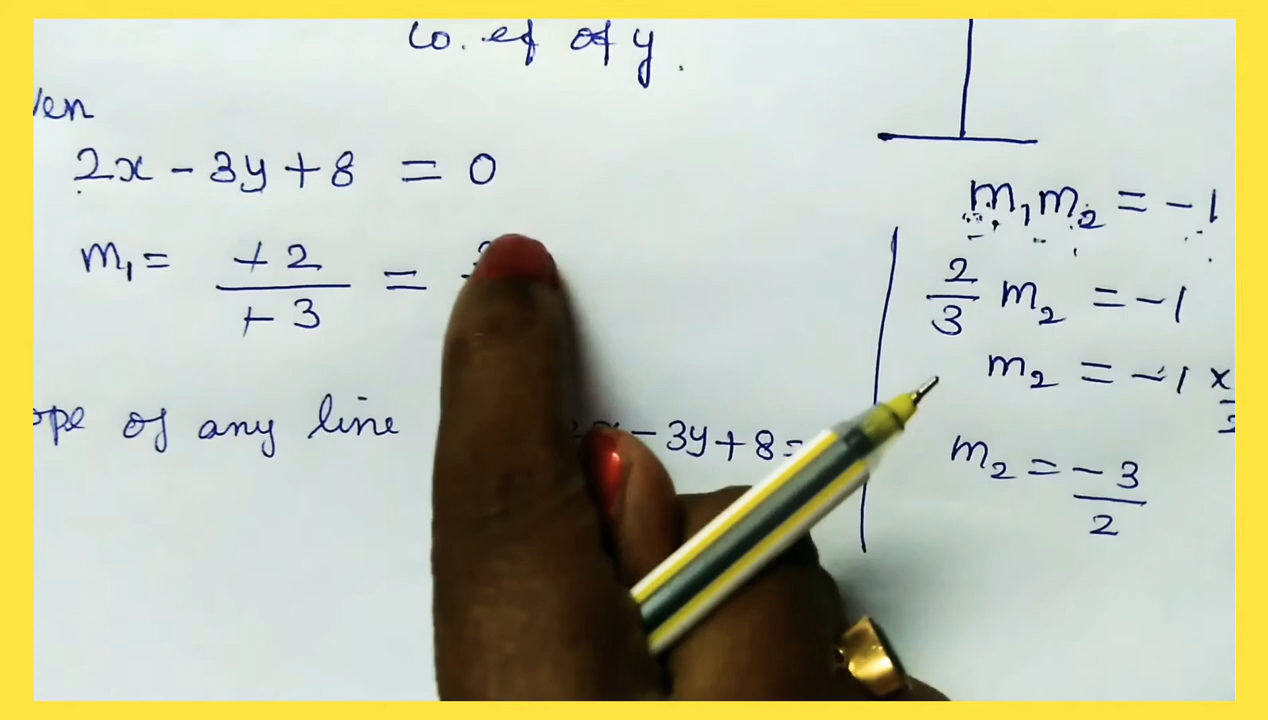 Co. ef of y.
ven
2x - 3y + 8 = 0
m₁ = +2/+3 =
ope of any line - 3y + 8 =
m₁m₂ = -1
2/3 m₂ = -1
m₂ = -1 ×
m₂ = -3/2